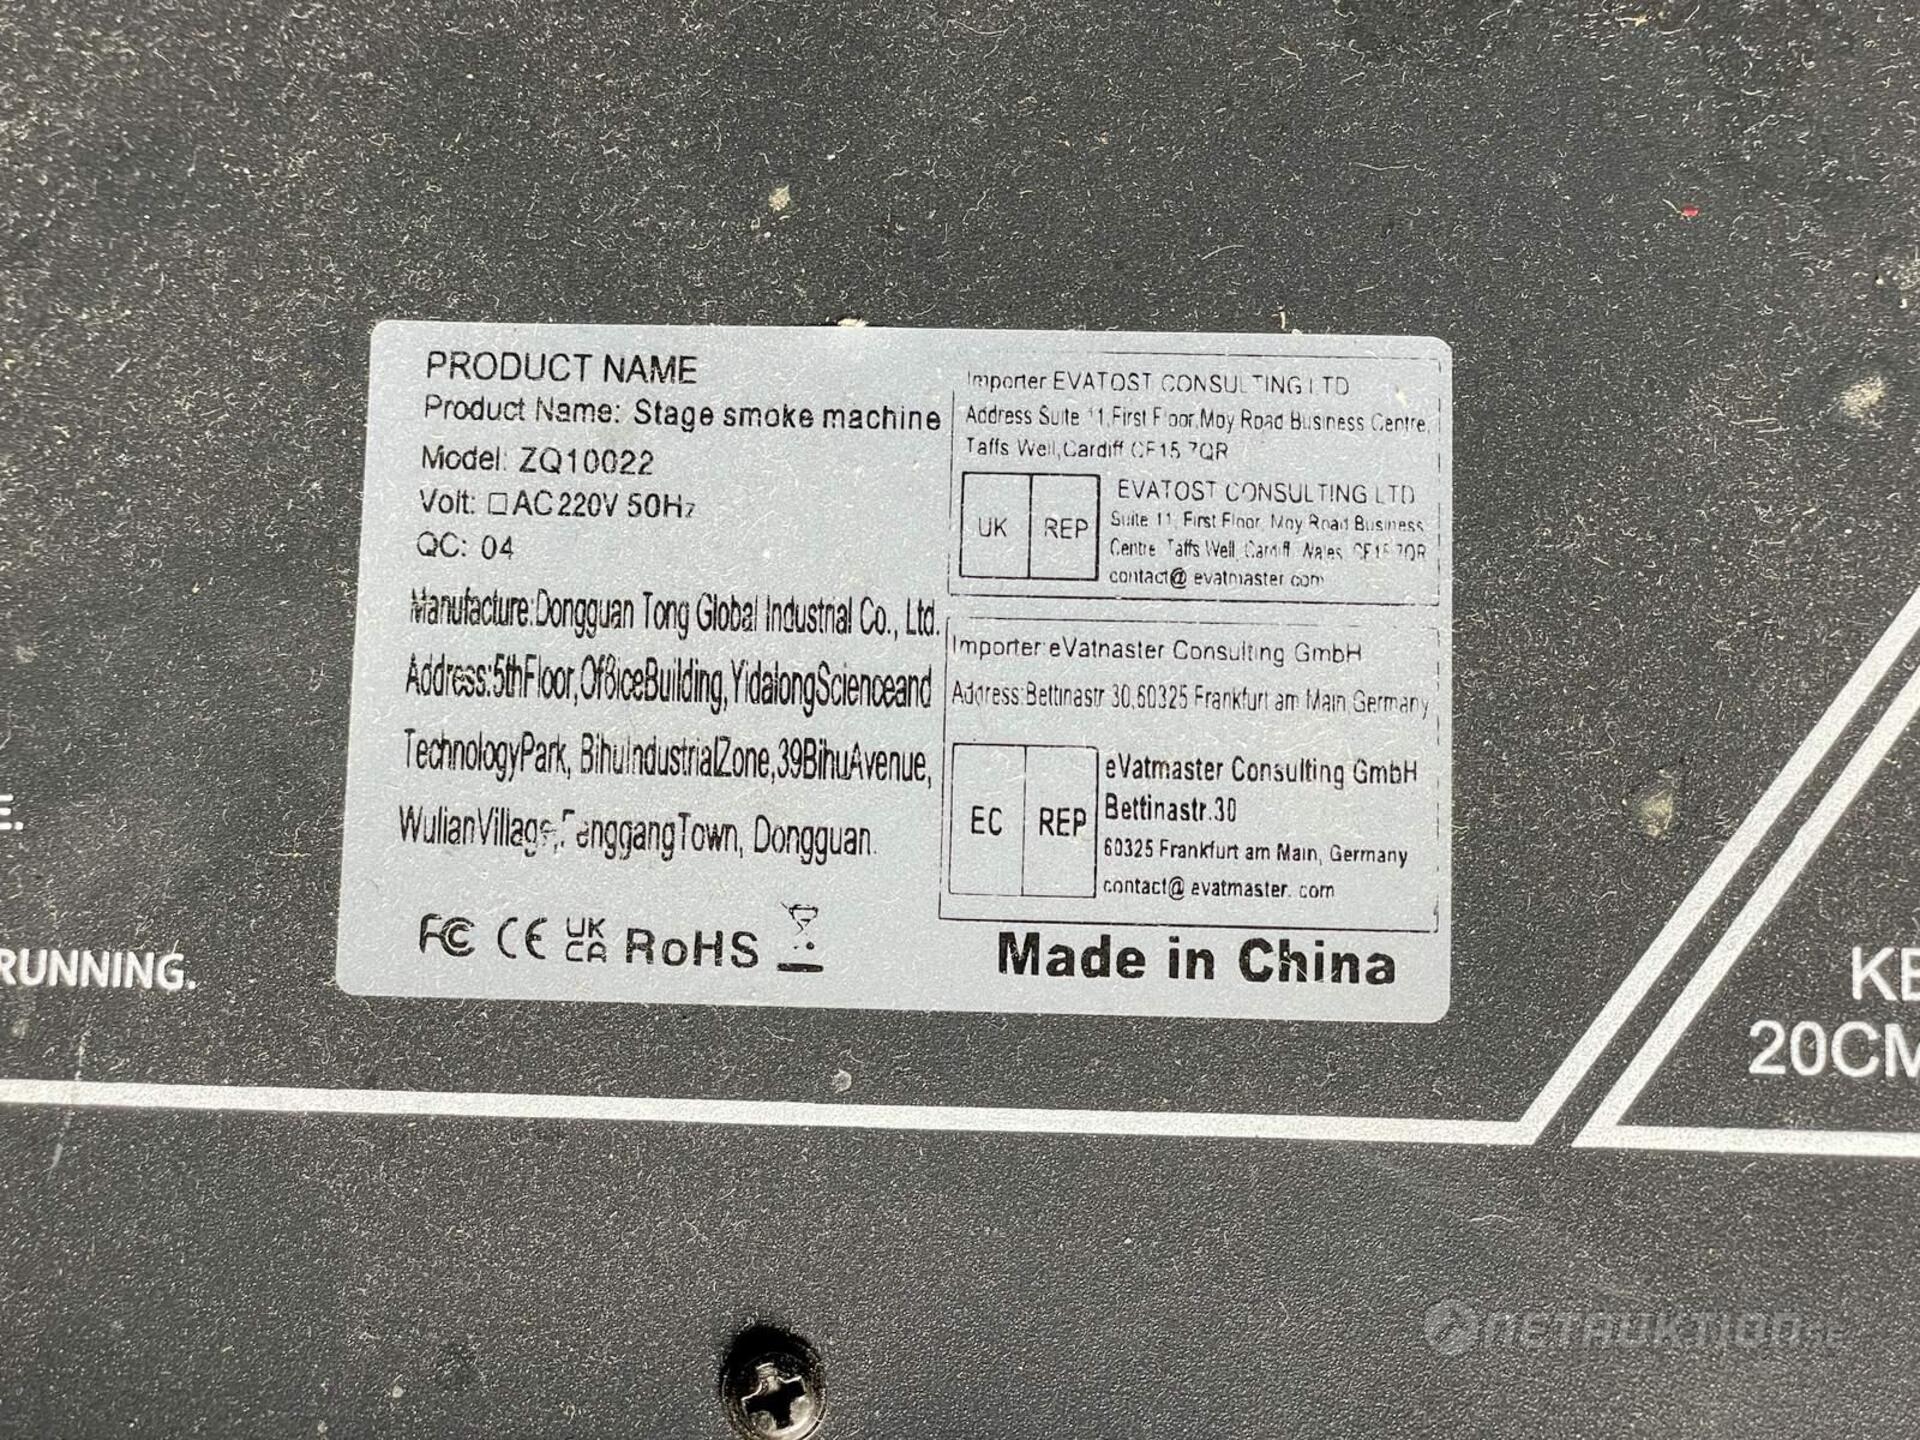 PRODUCT NAME
Product Name: Stage smoke machine
Model: ZQ10022
Volt: □AC220V 50Hz
QC: 04
Manufacture:Dongguan Tong Global Industrial Co., Ltd.
Address:5thFloor,Of8iceBuilding,YidalongScienceand
TechnologyPark, BihuIndustrialZone,39BihuAvenue,
WulianVillage,FenggangTown, Dongguan.
FC CE UK CA RoHS
Importer:EVATOST CONSULTING LTD
Address:Suite 11,First Floor,Moy Road Business Centre,
Taffs Well,Cardiff CF15 7QR
UK REP
EVATOST CONSULTING LTD
Suite 11, First Floor, Moy Road Business
Centre, Taffs Well, Cardiff, Wales, CF15 7QR
contact@evatmaster.com
Importer:eVatnaster Consulting GmbH
Address:Bettinastr.30,60325 Frankfurt am Main,Germany
EC REP
eVatmaster Consulting GmbH
Bettinastr.30
60325 Frankfurt am Main, Germany
contact@evatmaster.com
Made in China
E.
RUNNING.
KE
20CM
NETAUKTION.SE